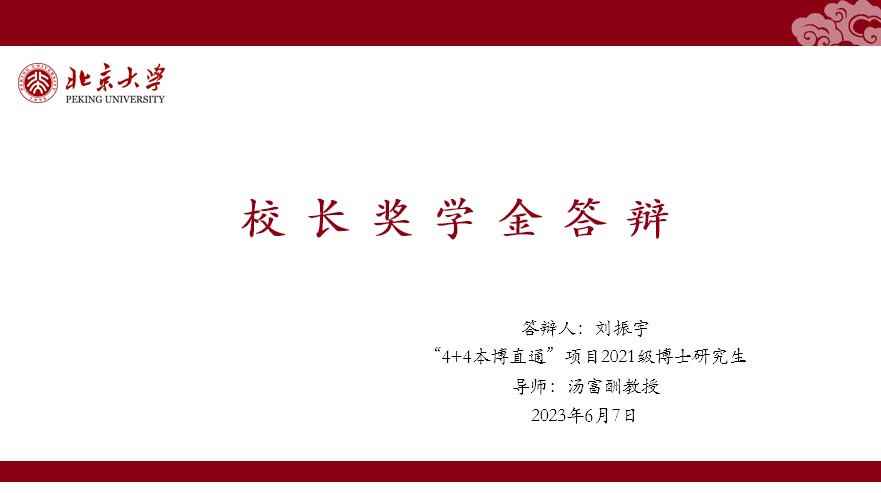 北京大学
PEKING UNIVERSITY
校长奖学金答辩
答辩人：刘振宇
“4+4本博直通”项目2021级博士研究生
导师：汤富酬教授
2023年6月7日